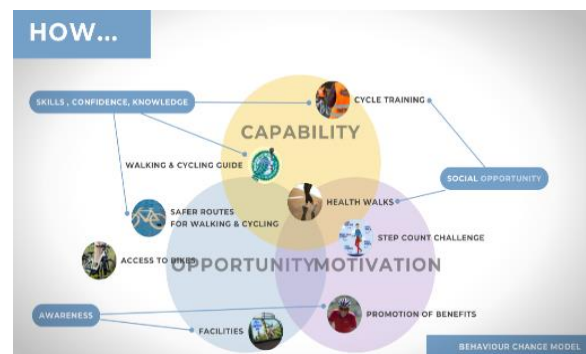 HOW...
SKILLS , CONFIDENCE, KNOWLEDGE
CYCLE TRAINING
CAPABILITY
WALKING & CYCLING GUIDE
SOCIAL OPPORTUNITY
HEALTH WALKS
SAFER ROUTES
FOR WALKING & CYCLING
STEP COUNT CHALLENGE
ACCESS TO BIKES
OPPORTUNITY
MOTIVATION
AWARENESS
PROMOTION OF BENEFITS
FACILITIES
BEHAVIOUR CHANGE MODEL